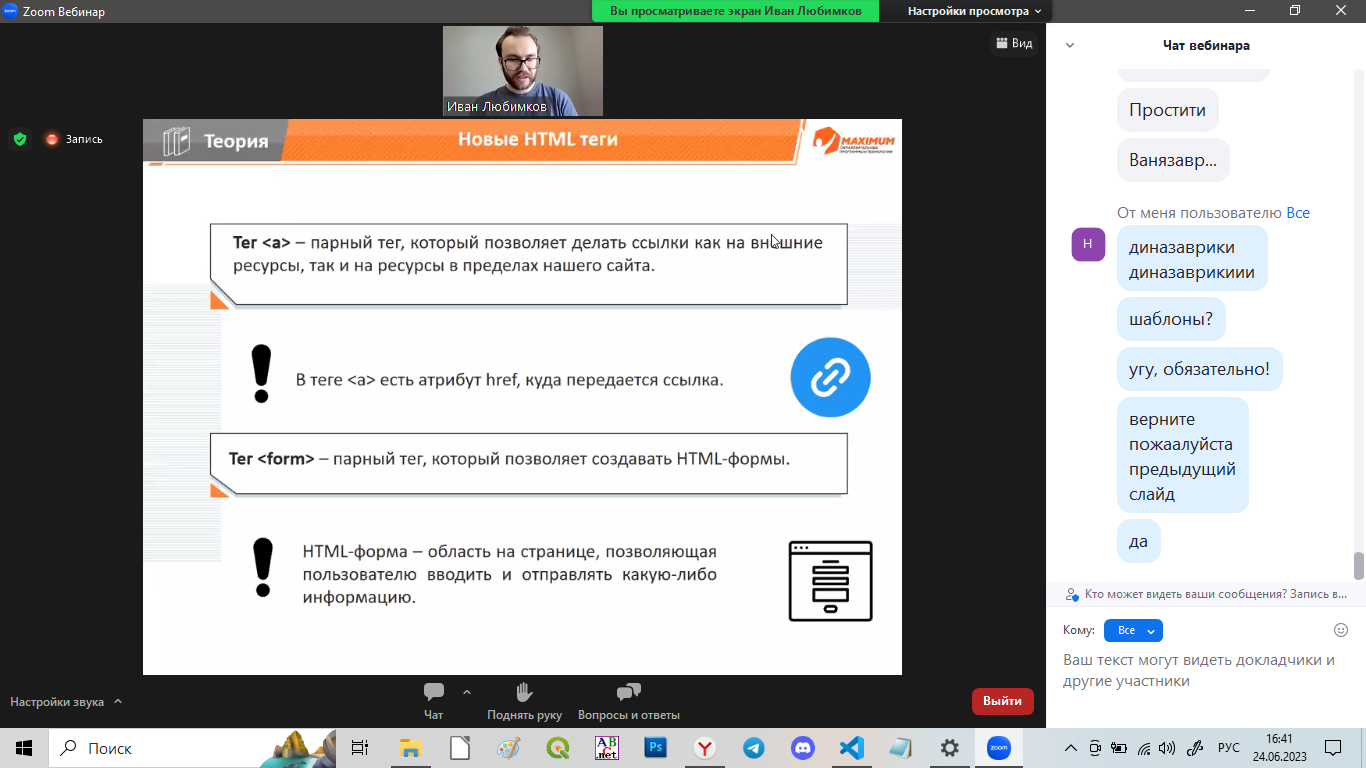 Zoom Вебинар
Вы просматриваете экран Иван Любимков
Настройки просмотра
Вид
Иван Любимков
Запись
Теория
Новые HTML теги
MAXIMUM
Тег <a> – парный тег, который позволяет делать ссылки как на внешние
ресурсы, так и на ресурсы в пределах нашего сайта.
В теге <a> есть атрибут href, куда передается ссылка.
Тег <form> – парный тег, который позволяет создавать HTML-формы.
HTML-форма – область на странице, позволяющая
пользователю вводить и отправлять какую-либо
информацию.
Настройки звука
Чат
Поднять руку
Вопросы и ответы
Выйти
Чат вебинара
Простити
Ванязавр...
От меня пользователю Все
Н
диназаврики
диназаврикиии
шаблоны?
угу, обязательно!
верните
пожаалуйста
предыдущий
слайд
да
Кто может видеть ваши сообщения? Запись в...
Кому: Все
Ваш текст могут видеть докладчики и
другие участники
Поиск
ABC
.net
Ps
Y
zoom
РУС
16:41
24.06.2023